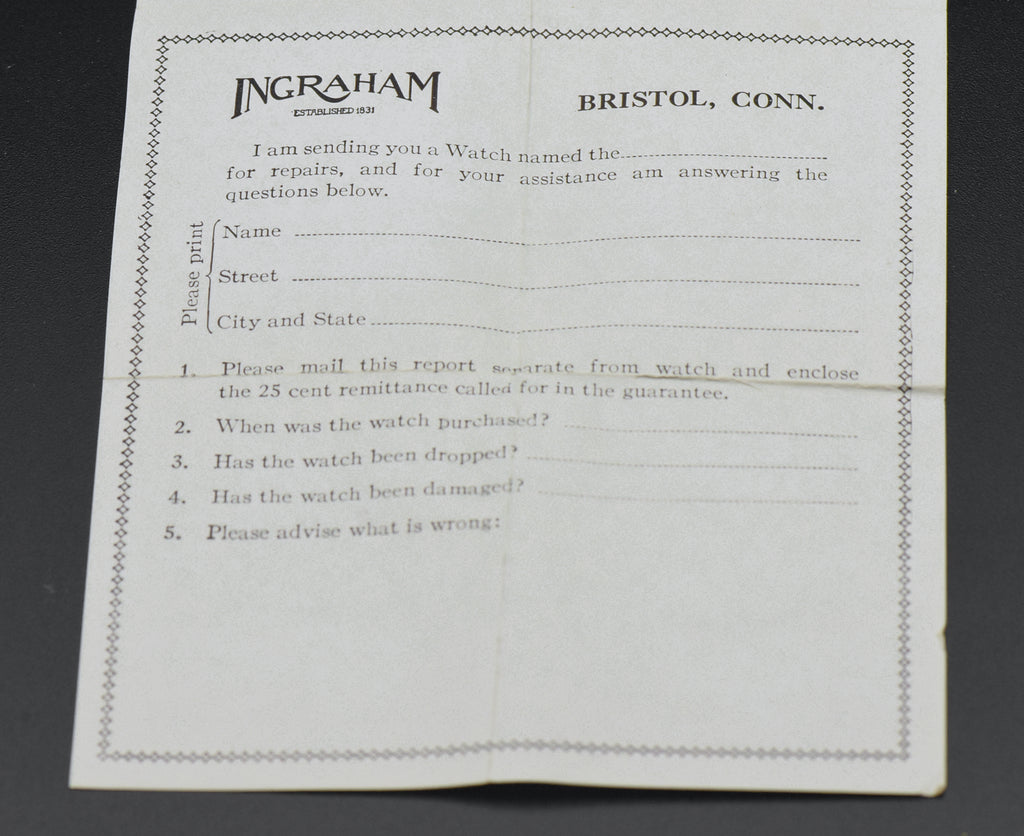 INGRAHAM
ESTABLISHED 1831
BRISTOL, CONN.
I am sending you a Watch named the
for repairs, and for your assistance am answering the
questions below.
Please print
Name
Street
City and State
1. Please mail this report separate from watch and enclose
the 25 cent remittance called for in the guarantee.
2. When was the watch purchased?
3. Has the watch been dropped?
4. Has the watch been damaged?
5. Please advise what is wrong: